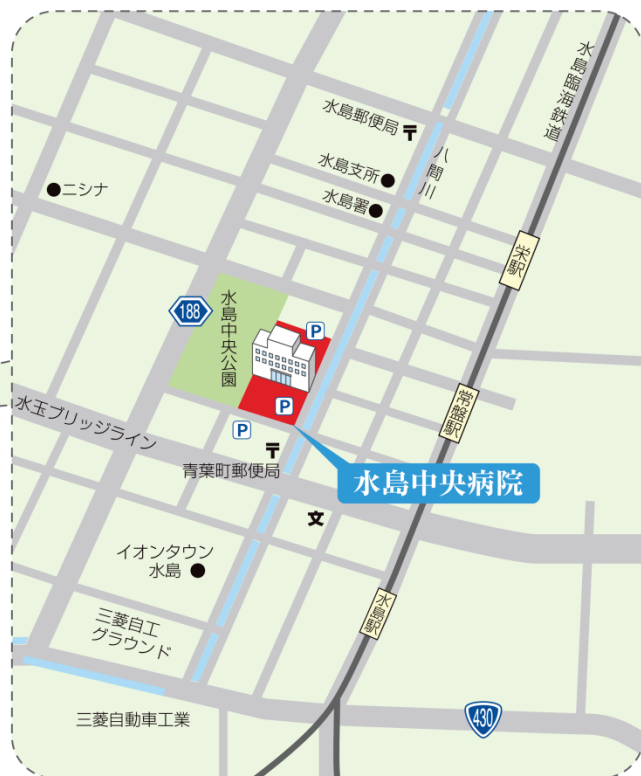 水島臨海鉄道
水島郵便局
八間川
水島支所
ニシナ
水島署
栄駅
188
水島中央公園
P
常盤駅
水玉ブリッジライン
P
P
青葉町郵便局
水島中央病院
文
イオンタウン
水島
水島駅
三菱自工
グラウンド
三菱自動車工業
430